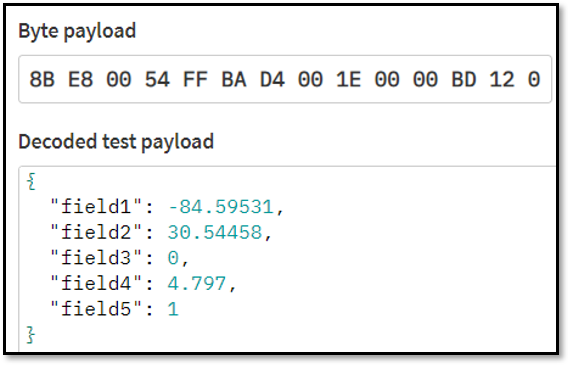 Byte payload
8B E8 00 54 FF BA D4 00 1E 00 00 BD 12 0
Decoded test payload
{
"field1": -84.59531,
"field2": 30.54458,
"field3": 0,
"field4": 4.797,
"field5": 1
}